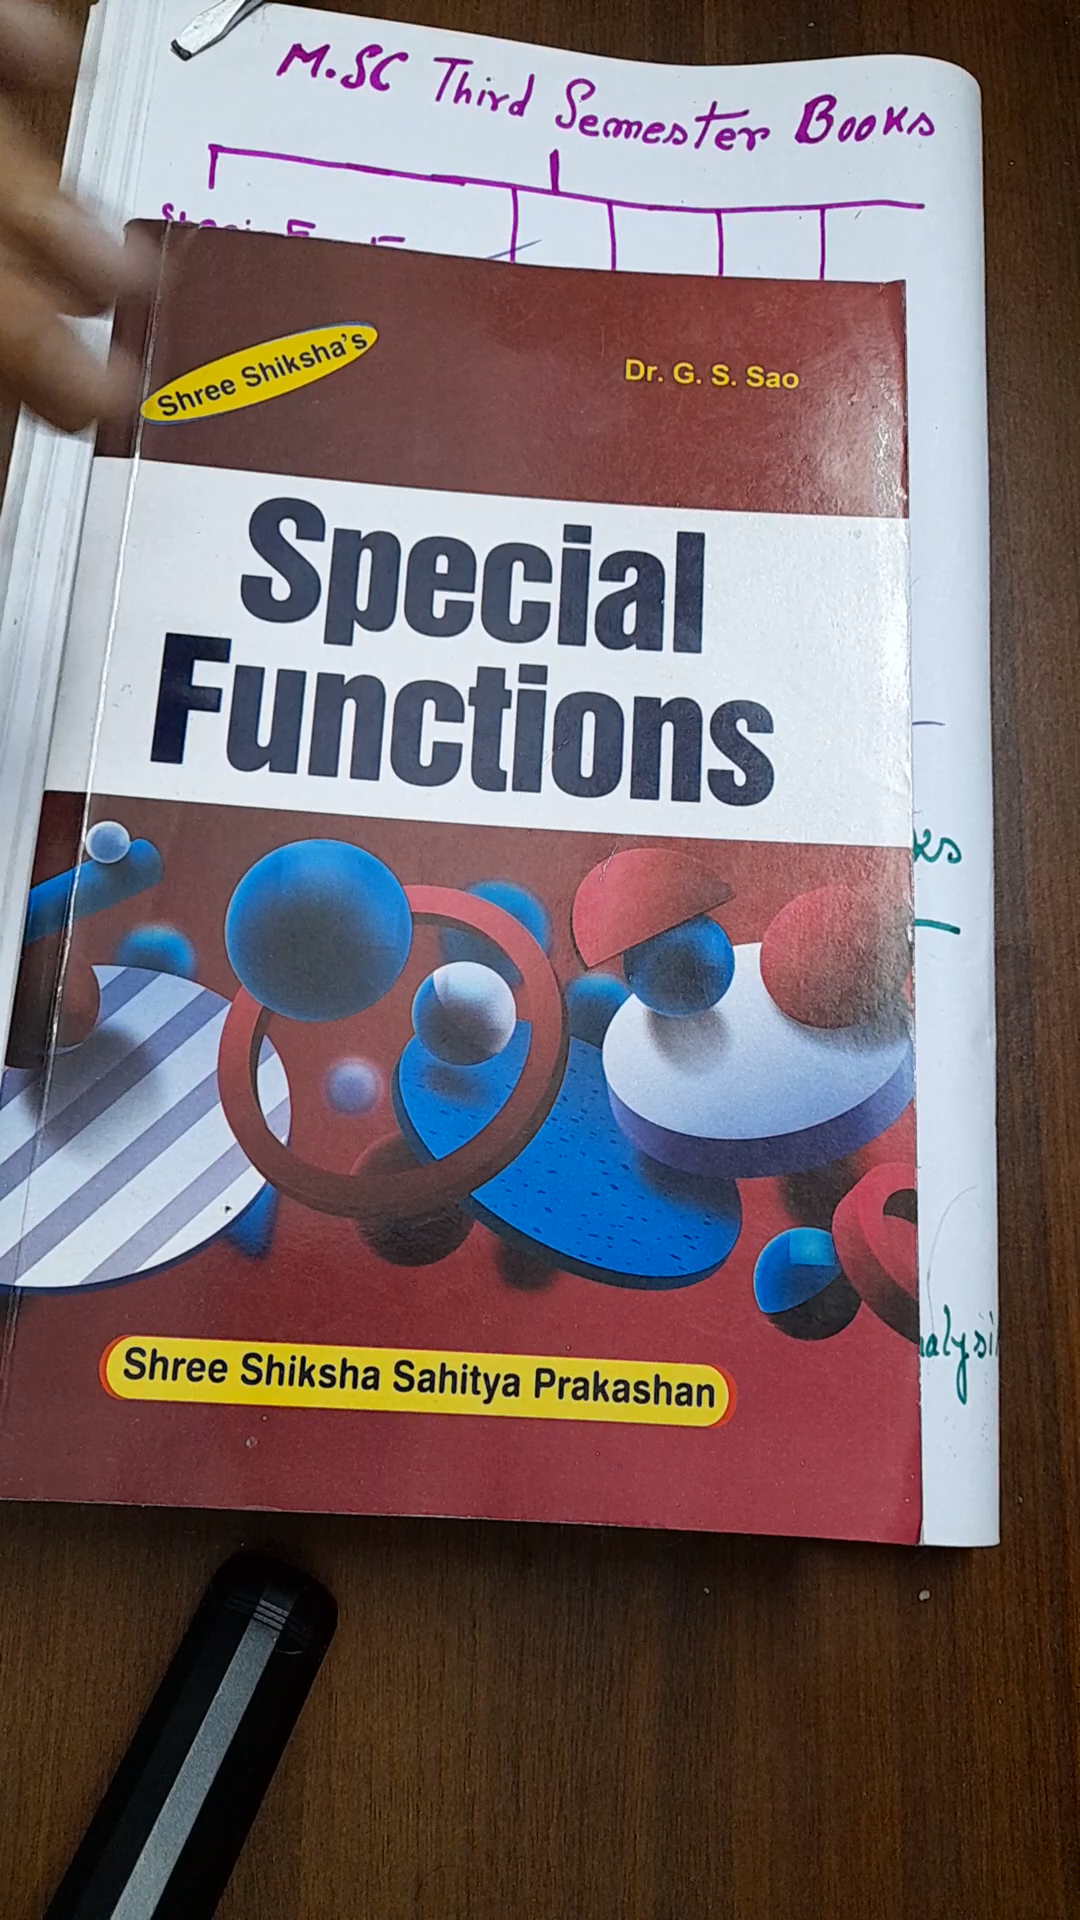 M.SC Third Semester Books
Shree Shiksha's
Dr. G. S. Sao
Special
Functions
Shree Shiksha Sahitya Prakashan